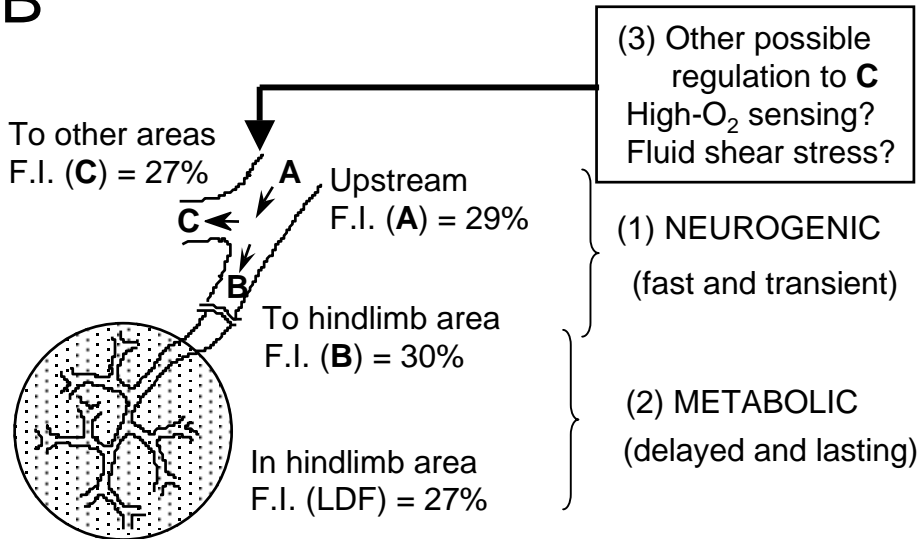 B
(3) Other possible
regulation to C
High-O₂ sensing?
Fluid shear stress?
To other areas
F.I. (C) = 27%
A
C
B
Upstream
F.I. (A) = 29%
(1) NEUROGENIC
(fast and transient)
To hindlimb area
F.I. (B) = 30%
(2) METABOLIC
(delayed and lasting)
In hindlimb area
F.I. (LDF) = 27%